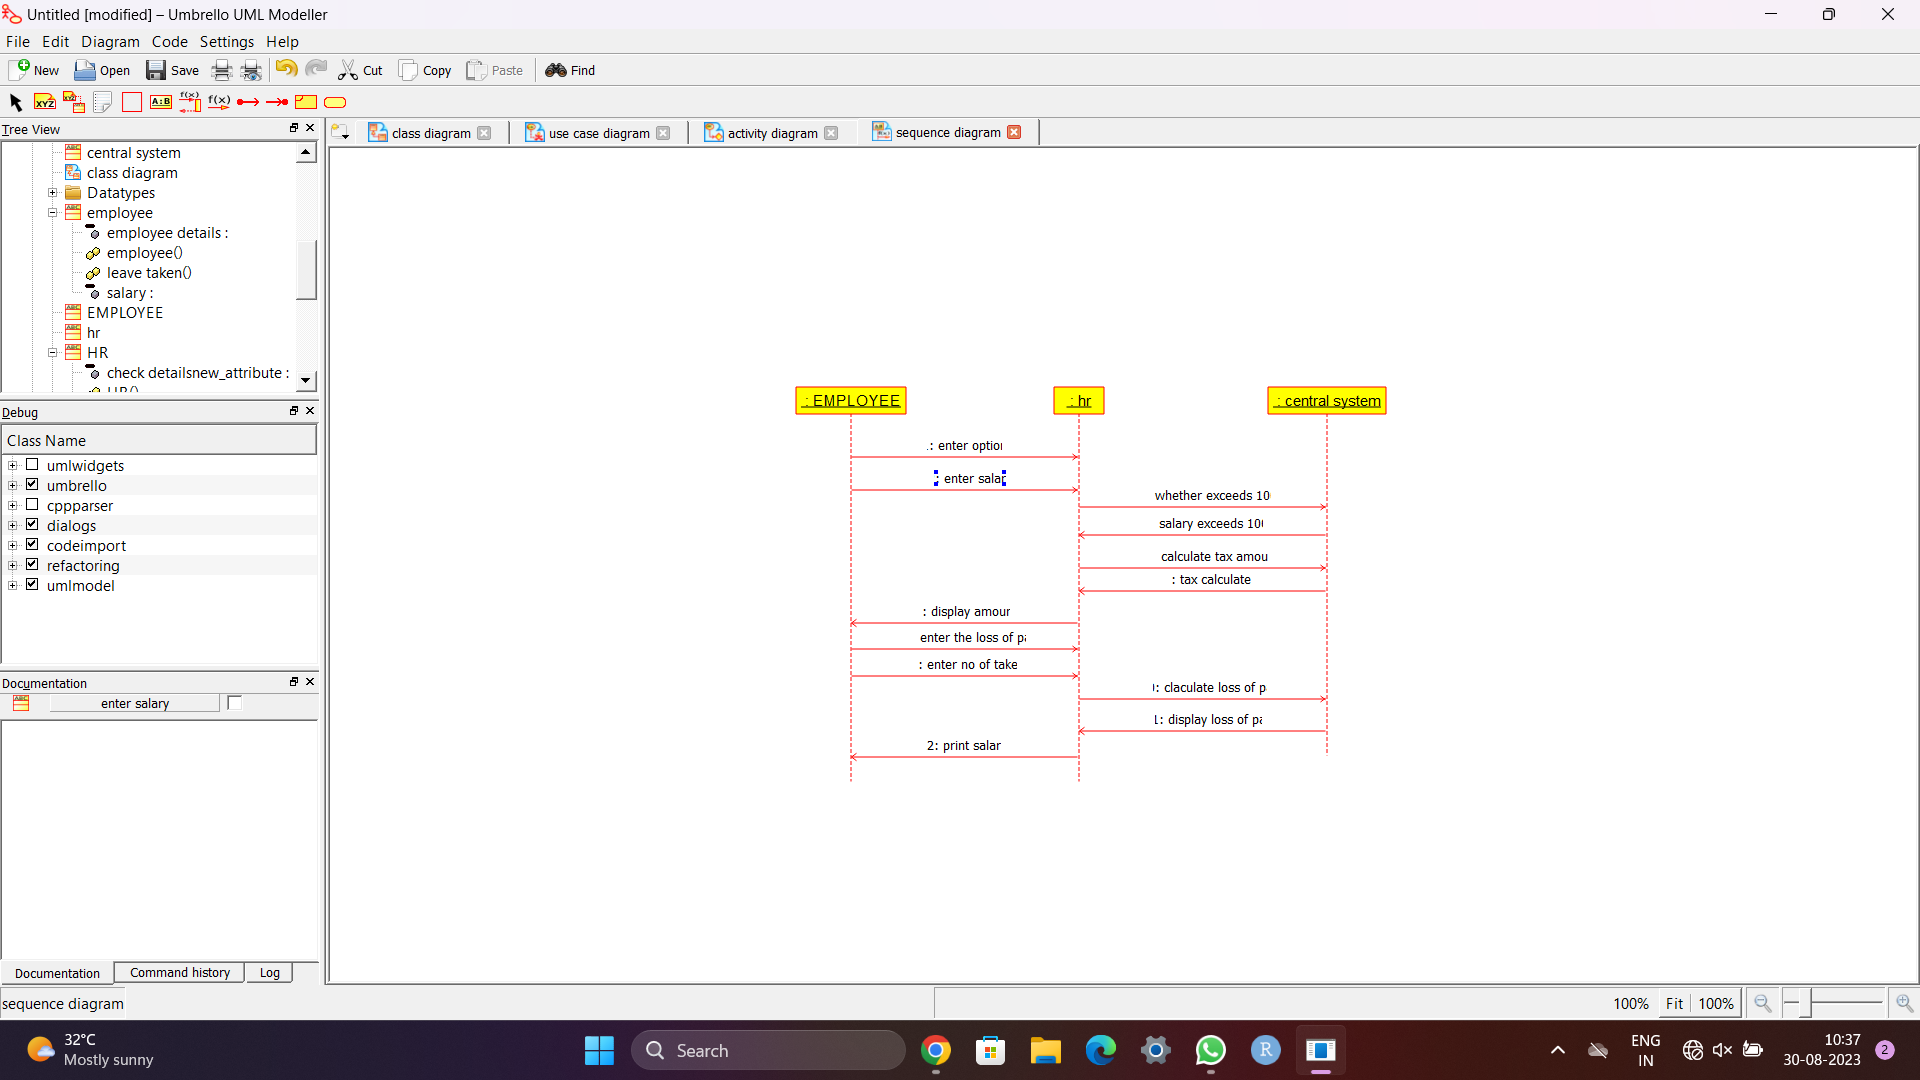 Untitled [modified] – Umbrello UML Modeller
File Edit Diagram Code Settings Help
New Open Save Cut Copy Paste Find
XYZ XYZ A:B f(x) f(x)
Tree View
central system
class diagram
Datatypes
employee
employee details :
employee()
leave taken()
salary :
EMPLOYEE
hr
HR
check detailsnew_attribute :
HR()
Debug
Class Name
umlwidgets
umbrello
cppparser
dialogs
codeimport
refactoring
umlmodel
Documentation
enter salary
Documentation Command history Log
class diagram use case diagram activity diagram sequence diagram
: EMPLOYEE : hr : central system
: enter option
: enter salar
whether exceeds 10
salary exceeds 10
calculate tax amou
: tax calculate
: display amour
enter the loss of pa
: enter no of take
: claculate loss of p
: display loss of pa
2: print salar
sequence diagram
100% Fit 100%
32°C
Mostly sunny
Search
R
ENG
IN
10:37
30-08-2023
2